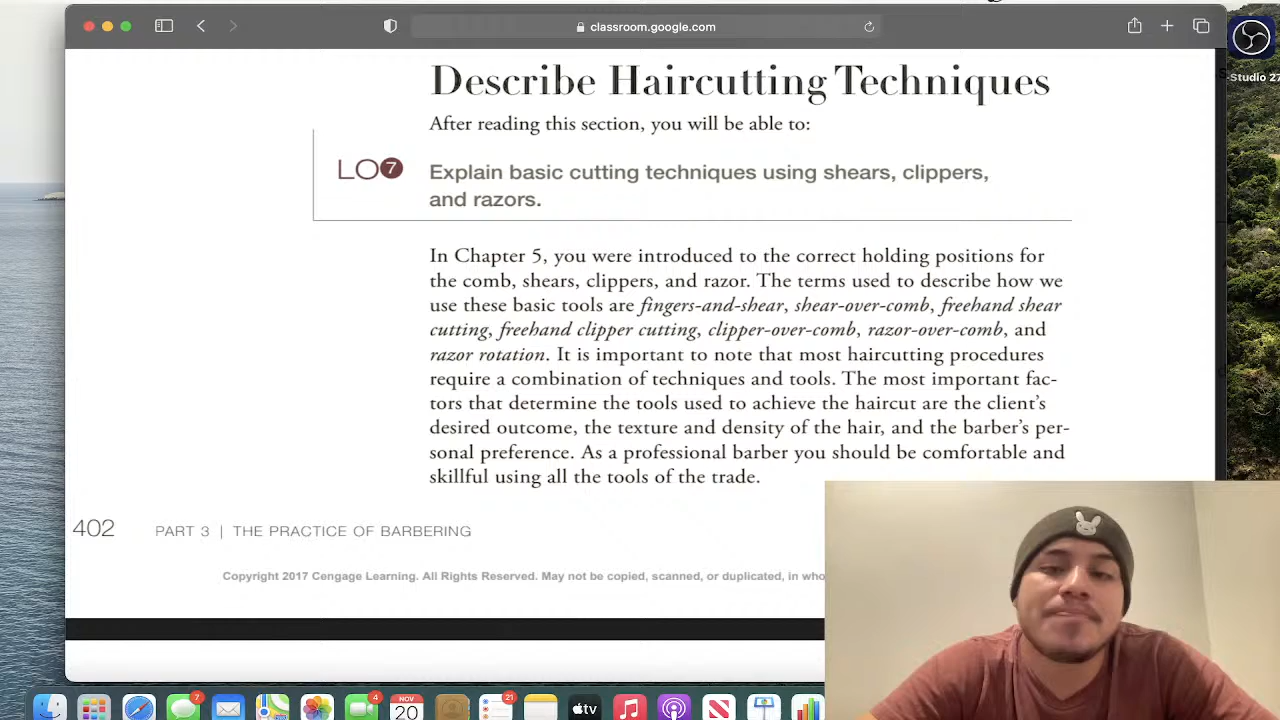 classroom.google.com
Studio 27
Describe Haircutting Techniques
After reading this section, you will be able to:
LO7
Explain basic cutting techniques using shears, clippers,
and razors.
In Chapter 5, you were introduced to the correct holding positions for
the comb, shears, clippers, and razor. The terms used to describe how we
use these basic tools are fingers-and-shear, shear-over-comb, freehand shear
cutting, freehand clipper cutting, clipper-over-comb, razor-over-comb, and
razor rotation. It is important to note that most haircutting procedures
require a combination of techniques and tools. The most important fac-
tors that determine the tools used to achieve the haircut are the client's
desired outcome, the texture and density of the hair, and the barber's per-
sonal preference. As a professional barber you should be comfortable and
skillful using all the tools of the trade.
402 PART 3 | THE PRACTICE OF BARBERING
Copyright 2017 Cengage Learning. All Rights Reserved. May not be copied, scanned, or duplicated, in who
7
4
NOV
20
21
tv